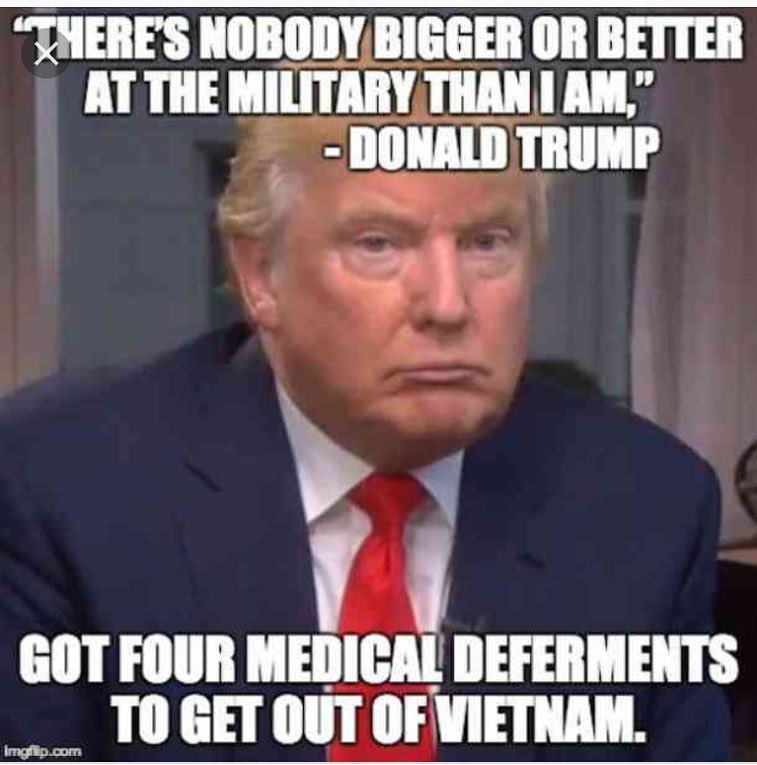 “THERE’S NOBODY BIGGER OR BETTER
AT THE MILITARY THAN I AM,”
- DONALD TRUMP
GOT FOUR MEDICAL DEFERMENTS
TO GET OUT OF VIETNAM.
imgflip.com